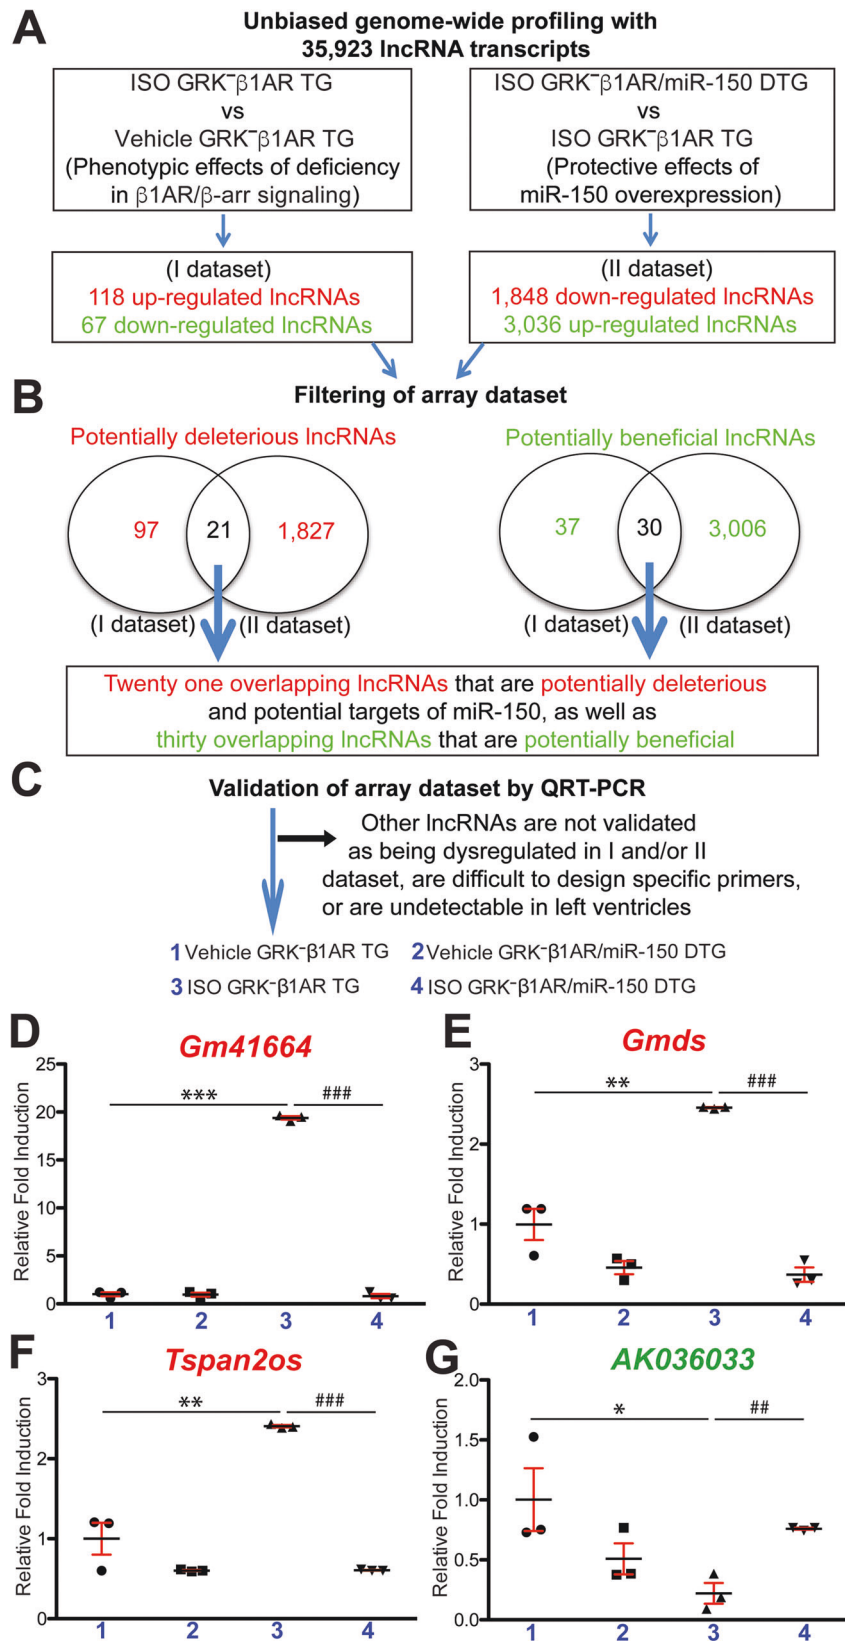 A
Unbiased genome-wide profiling with
35,923 lncRNA transcripts
ISO GRK⁻β1AR TG
vs
Vehicle GRK⁻β1AR TG
(Phenotypic effects of deficiency
in β1AR/β-arr signaling)
ISO GRK⁻β1AR/miR-150 DTG
vs
ISO GRK⁻β1AR TG
(Protective effects of
miR-150 overexpression)
(I dataset)
118 up-regulated lncRNAs
67 down-regulated lncRNAs
(II dataset)
1,848 down-regulated lncRNAs
3,036 up-regulated lncRNAs
B
Filtering of array dataset
Potentially deleterious lncRNAs
97 21 1,827
(I dataset) (II dataset)
Potentially beneficial lncRNAs
37 30 3,006
(I dataset) (II dataset)
Twenty one overlapping lncRNAs that are potentially deleterious
and potential targets of miR-150, as well as
thirty overlapping lncRNAs that are potentially beneficial
C
Validation of array dataset by QRT-PCR
Other lncRNAs are not validated
as being dysregulated in I and/or II
dataset, are difficult to design specific primers,
or are undetectable in left ventricles
1 Vehicle GRK⁻β1AR TG 2 Vehicle GRK⁻β1AR/miR-150 DTG
3 ISO GRK⁻β1AR TG 4 ISO GRK⁻β1AR/miR-150 DTG
D
Gm41664
Relative Fold Induction
25
20
15
10
5
0
*** ###
1 2 3 4
E
Gmds
Relative Fold Induction
3
2
1
0
** ###
1 2 3 4
F
Tspan2os
Relative Fold Induction
3
2
1
0
** ###
1 2 3 4
G
AK036033
Relative Fold Induction
2.0
1.5
1.0
0.5
0.0
* ##
1 2 3 4